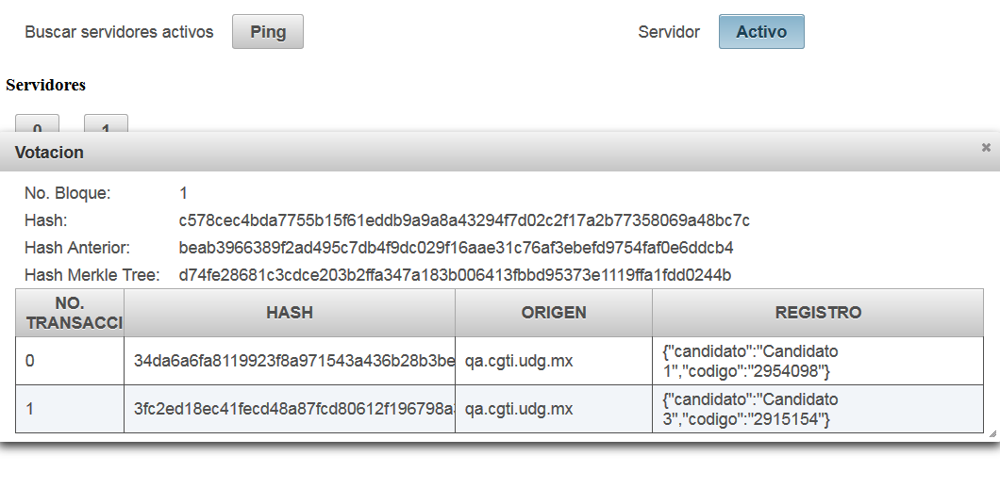 Buscar servidores activos Ping Servidor Activo
Servidores
0 1
Votacion
No. Bloque: 1
Hash: c578cec4bda7755b15f61eddb9a9a8a43294f7d02c2f17a2b77358069a48bc7c
Hash Anterior: beab3966389f2ad495c7db4f9dc029f16aae31c76af3ebefd9754faf0e6ddcb4
Hash Merkle Tree: d74fe28681c3cdce203b2ffa347a183b006413fbbd95373e1119ffa1fdd0244b
NO. TRANSACCI HASH ORIGEN REGISTRO
0 34da6a6fa8119923f8a971543a436b28b3be qa.cgti.udg.mx {"candidato":"Candidato
1","codigo":"2954098"}
1 3fc2ed18ec41fecd48a87fcd80612f196798a qa.cgti.udg.mx {"candidato":"Candidato
3","codigo":"2915154"}